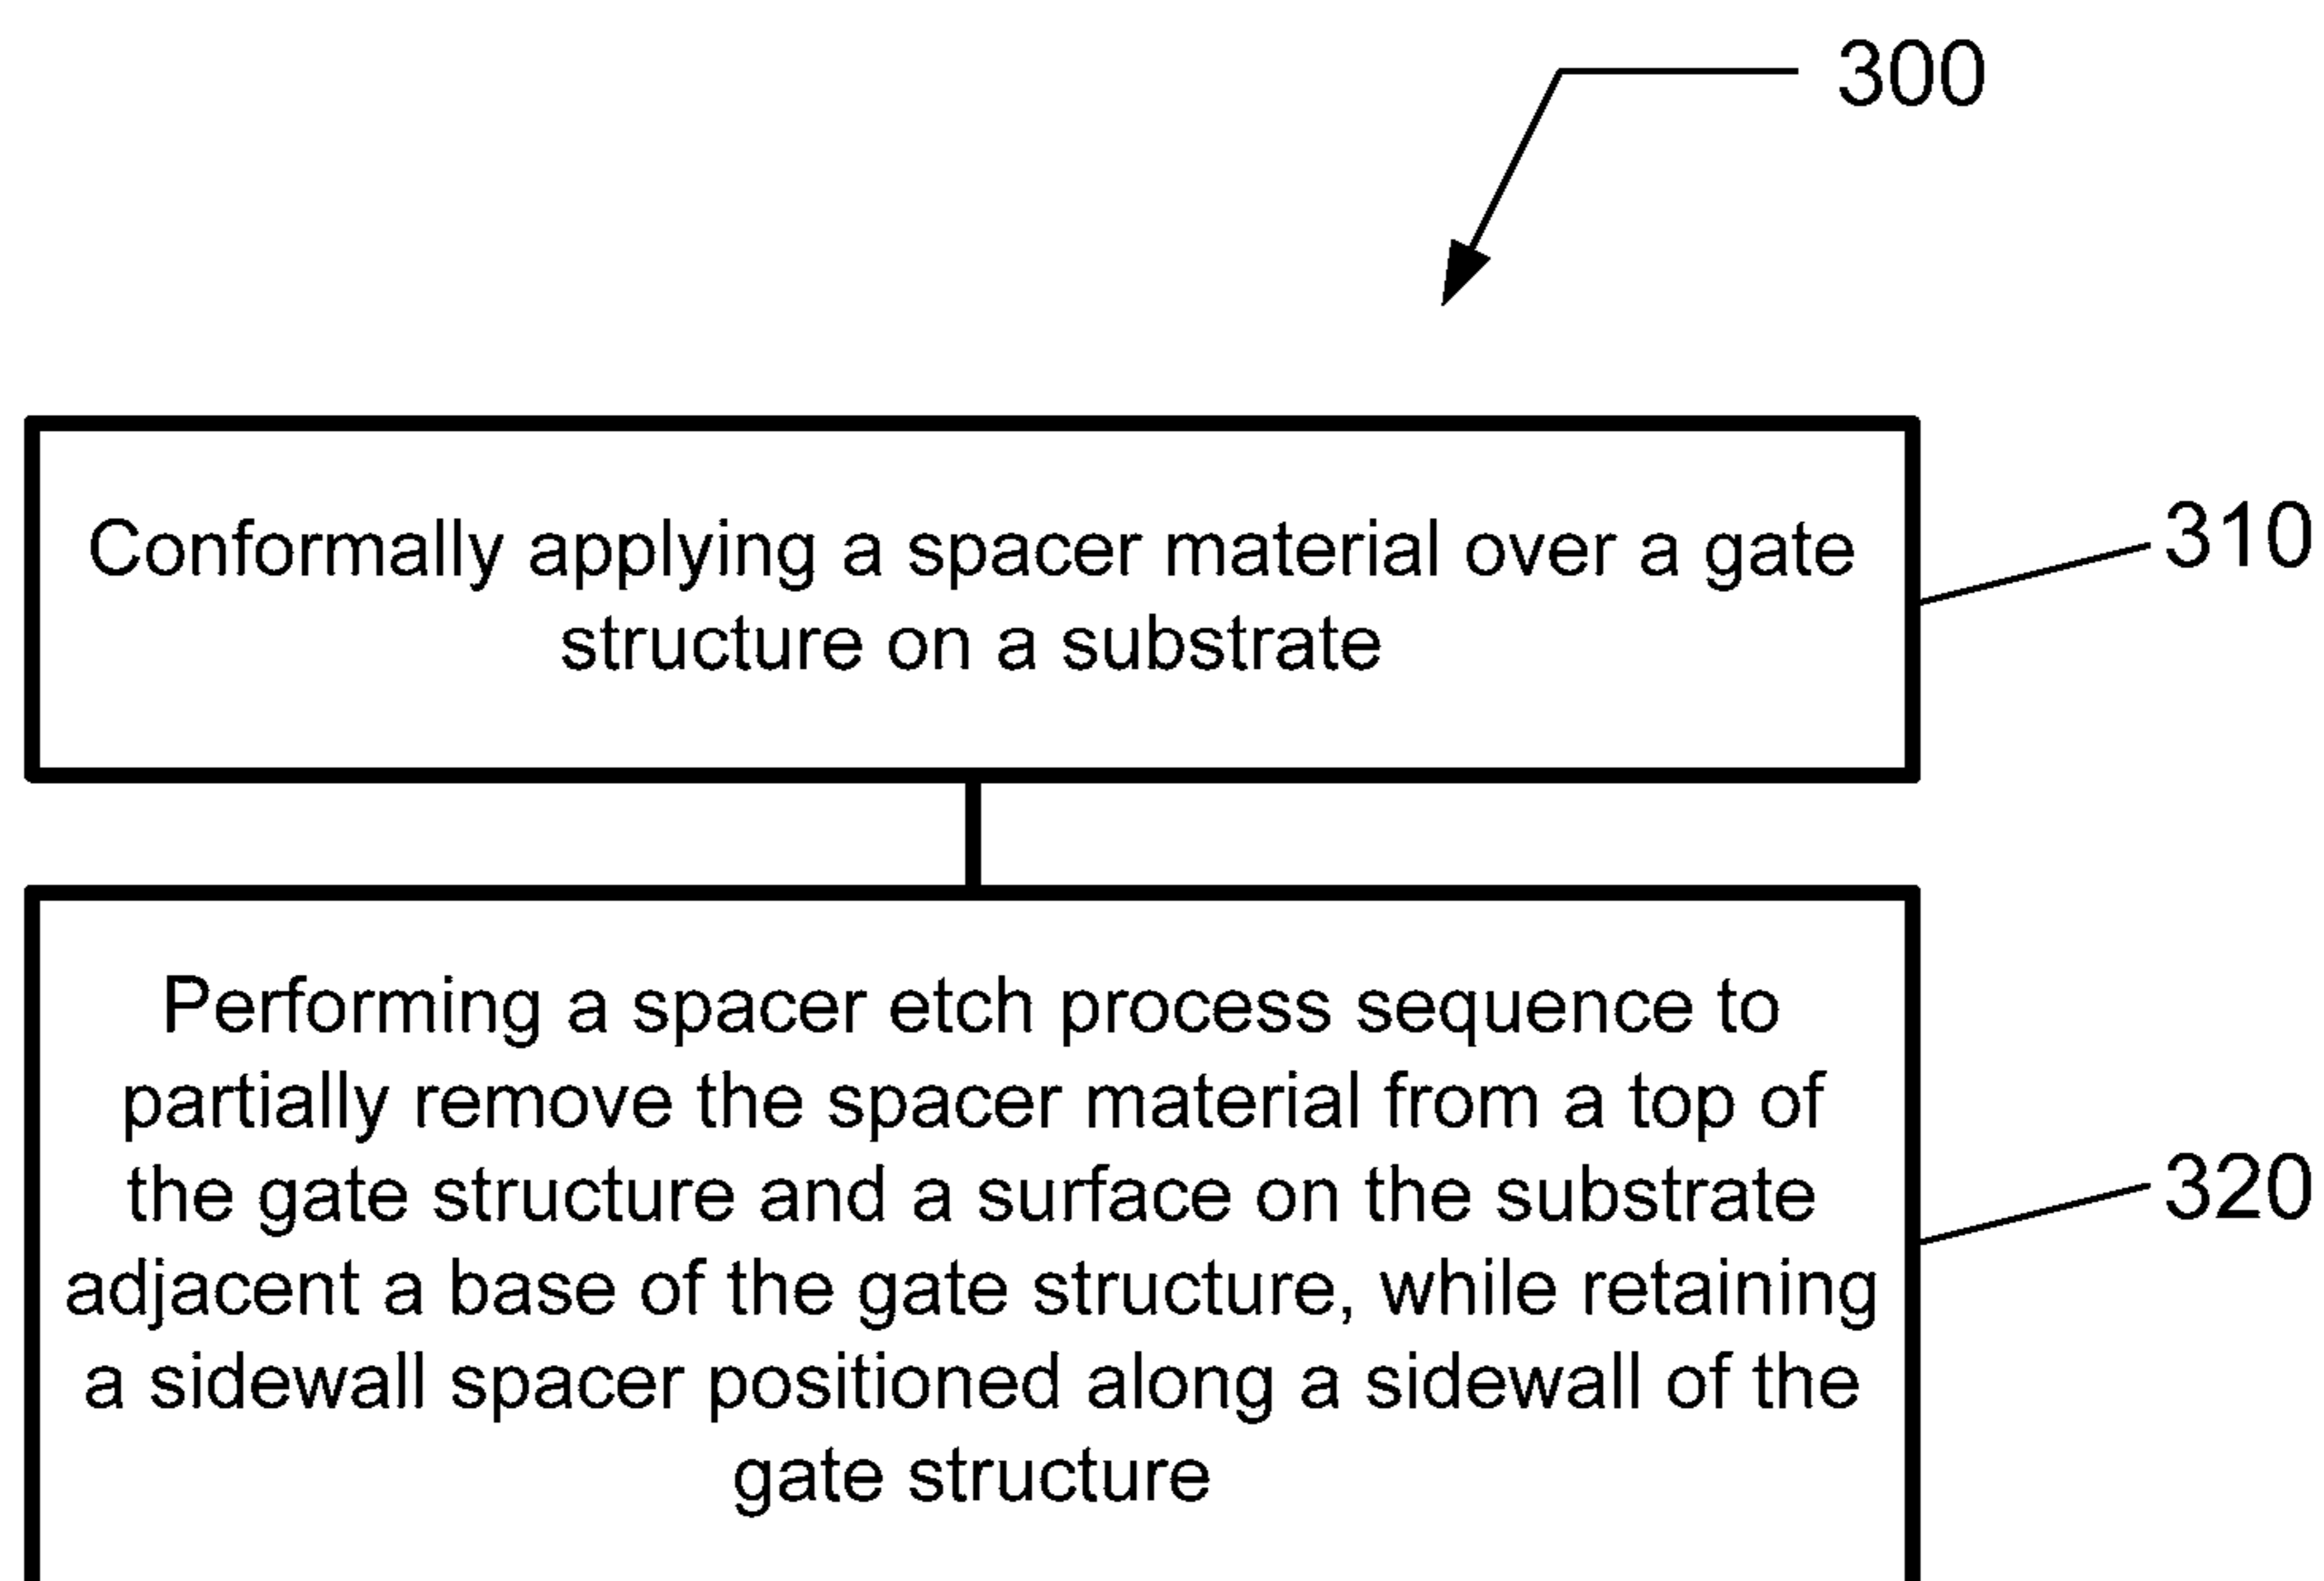 300
Conformally applying a spacer material over a gate
structure on a substrate
310
Performing a spacer etch process sequence to
partially remove the spacer material from a top of
the gate structure and a surface on the substrate
adjacent a base of the gate structure, while retaining
a sidewall spacer positioned along a sidewall of the
gate structure
320